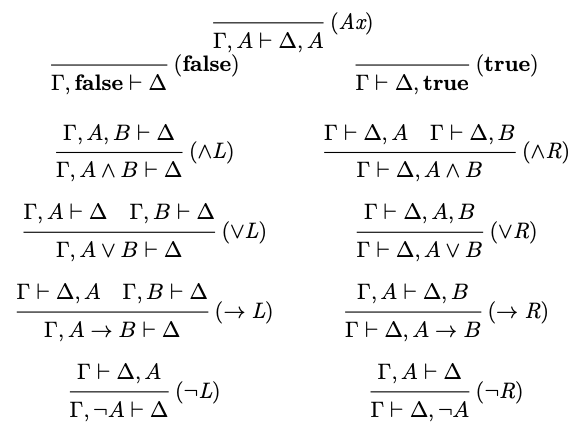 Γ, A ⊢ Δ, A (Ax)
Γ, false ⊢ Δ (false)
Γ ⊢ Δ, true (true)
Γ, A, B ⊢ Δ
Γ, A ∧ B ⊢ Δ (∧L)
Γ ⊢ Δ, A Γ ⊢ Δ, B
Γ ⊢ Δ, A ∧ B (∧R)
Γ, A ⊢ Δ Γ, B ⊢ Δ
Γ, A ∨ B ⊢ Δ (∨L)
Γ ⊢ Δ, A, B
Γ ⊢ Δ, A ∨ B (∨R)
Γ ⊢ Δ, A Γ, B ⊢ Δ
Γ, A → B ⊢ Δ (→ L)
Γ, A ⊢ Δ, B
Γ ⊢ Δ, A → B (→ R)
Γ ⊢ Δ, A
Γ, ¬A ⊢ Δ (¬L)
Γ, A ⊢ Δ
Γ ⊢ Δ, ¬A (¬R)